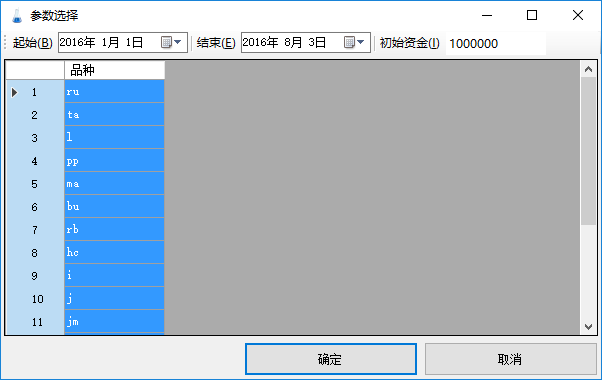 参数选择
起始(B) 2016年 1月 1日 结束(E) 2016年 8月 3日 初始资金(I) 1000000
品种
1 ru
2 ta
3 l
4 pp
5 ma
6 bu
7 rb
8 hc
9 i
10 j
11 jm
确定 取消